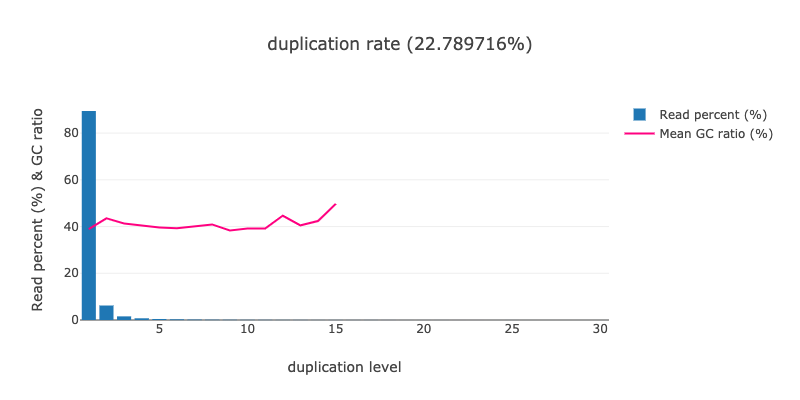 duplication rate (22.789716%)
Read percent (%) & GC ratio
80
60
40
20
0
5
10
15
20
25
30
duplication level
Read percent (%)
Mean GC ratio (%)